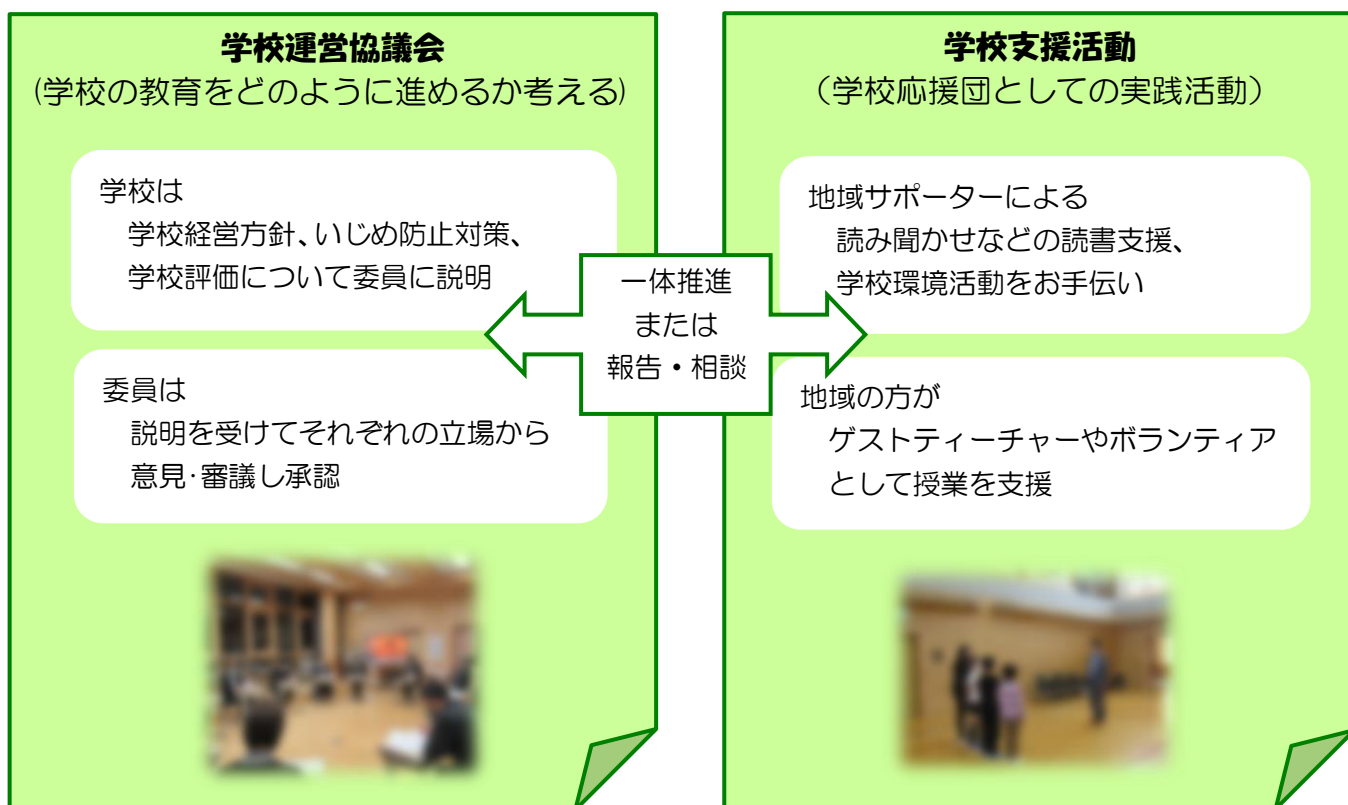 学校運営協議会
(学校の教育をどのように進めるか考える)
学校は
学校経営方針、いじめ防止対策、
学校評価について委員に説明
委員は
説明を受けてそれぞれの立場から
意見･審議し承認
一体推進
または
報告・相談
学校支援活動
（学校応援団としての実践活動）
地域サポーターによる
読み聞かせなどの読書支援、
学校環境活動をお手伝い
地域の方が
ゲストティーチャーやボランティア
として授業を支援